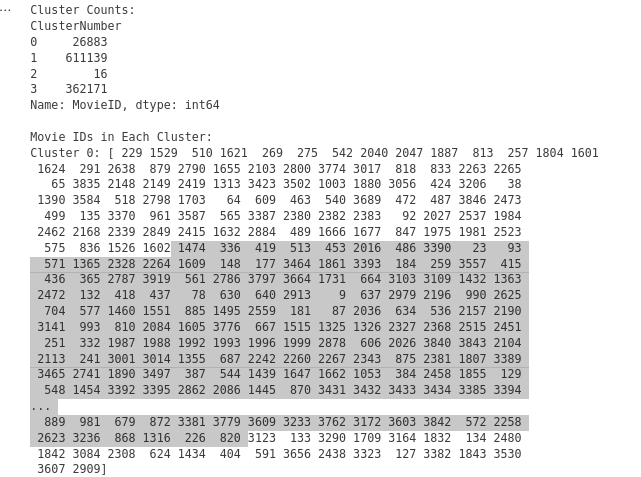 ...
Cluster Counts:
ClusterNumber
0 26883
1 611139
2 16
3 362171
Name: MovieID, dtype: int64
Movie IDs in Each Cluster:
Cluster 0: [ 229 1529 510 1621 269 275 542 2040 2047 1887 813 257 1804 1601
1624 291 2638 879 2790 1655 2103 2800 3774 3017 818 833 2263 2265
65 3835 2148 2149 2419 1313 3423 3502 1003 1880 3056 424 3206 38
1390 3584 518 2798 1703 64 609 463 540 3689 472 487 3846 2473
499 135 3370 961 3587 565 3387 2380 2382 2383 92 2027 2537 1984
2462 2168 2339 2849 2415 1632 2884 489 1666 1677 847 1975 1981 2523
575 836 1526 1602 1474 336 419 513 453 2016 486 3390 23 93
571 1365 2328 2264 1609 148 177 3464 1861 3393 184 259 3557 415
436 365 2787 3919 561 2786 3797 3664 1731 664 3103 3109 1432 1363
2472 132 418 437 78 630 640 2913 9 637 2979 2196 990 2625
704 577 1460 1551 885 1495 2559 181 87 2036 634 536 2157 2190
3141 993 810 2084 1605 3776 667 1515 1325 1326 2327 2368 2515 2451
251 332 1987 1988 1992 1993 1996 1999 2878 606 2026 3840 3843 2104
2113 241 3001 3014 1355 687 2242 2260 2267 2343 875 2381 1807 3389
3465 2741 1890 3497 387 544 1439 1647 1662 1053 384 2458 1855 129
548 1454 3392 3395 2862 2086 1445 870 3431 3432 3433 3434 3385 3394
...
889 981 679 872 3381 3779 3609 3233 3762 3172 3603 3842 572 2258
2623 3236 868 1316 226 820 3123 133 3290 1709 3164 1832 134 2480
1842 3084 2308 624 1434 404 591 3656 2438 3323 127 3382 1843 3530
3607 2909]